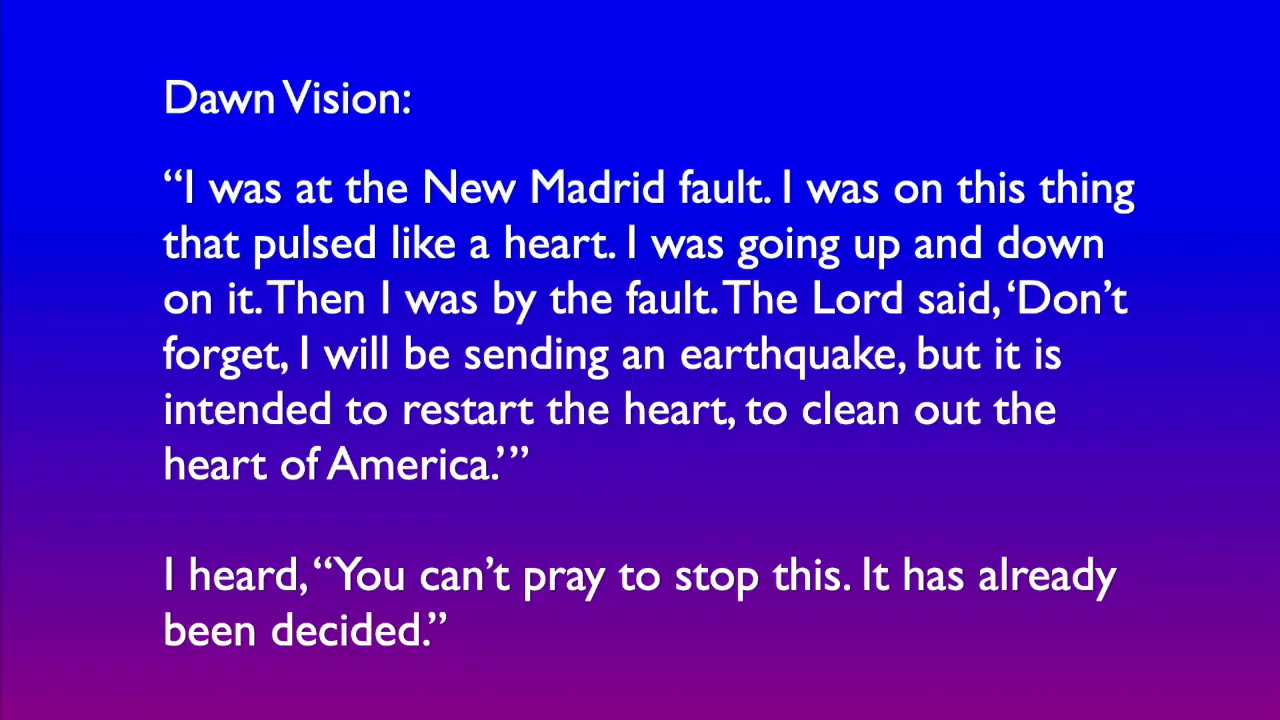 Dawn Vision:
“I was at the New Madrid fault. I was on this thing
that pulsed like a heart. I was going up and down
on it. Then I was by the fault. The Lord said, ‘Don’t
forget, I will be sending an earthquake, but it is
intended to restart the heart, to clean out the
heart of America.’”
I heard, “You can’t pray to stop this. It has already
been decided.”